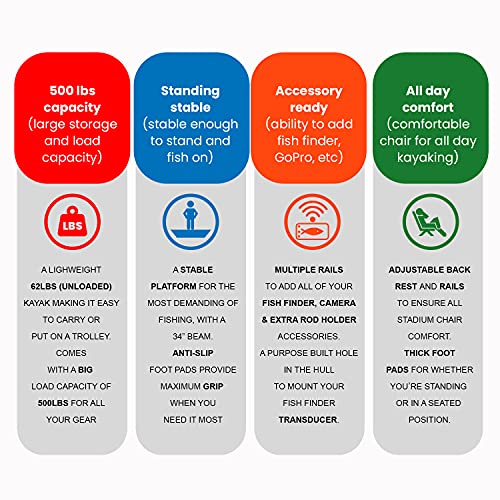 500 lbs
capacity
(large storage
and load
capacity)
LBS
A LIGHWEIGHT
62LBS (UNLOADED)
KAYAK MAKING IT EASY
TO CARRY OR
PUT ON A TROLLEY.
COMES
WITH A BIG
LOAD CAPACITY OF
500LBS FOR ALL
YOUR GEAR
Standing
stable
(stable enough
to stand and
fish on)
A STABLE
PLATFORM FOR THE
MOST DEMANDING OF
FISHING, WITH A
34” BEAM.
ANTI-SLIP
FOOT PADS PROVIDE
MAXIMUM GRIP
WHEN YOU
NEED IT MOST
Accessory
ready
(ability to add
fish finder,
GoPro, etc)
MULTIPLE RAILS
TO ADD ALL OF YOUR
FISH FINDER, CAMERA
& EXTRA ROD HOLDER
ACCESSORIES.
A PURPOSE BUILT HOLE
IN THE HULL
TO MOUNT YOUR
FISH FINDER
TRANSDUCER.
All day
comfort
(comfortable
chair for all day
kayaking)
ADJUSTABLE BACK
REST AND RAILS
TO ENSURE ALL
STADIUM CHAIR
COMFORT.
THICK FOOT
PADS FOR WHETHER
YOU´RE STANDING
OR IN A SEATED
POSITION.